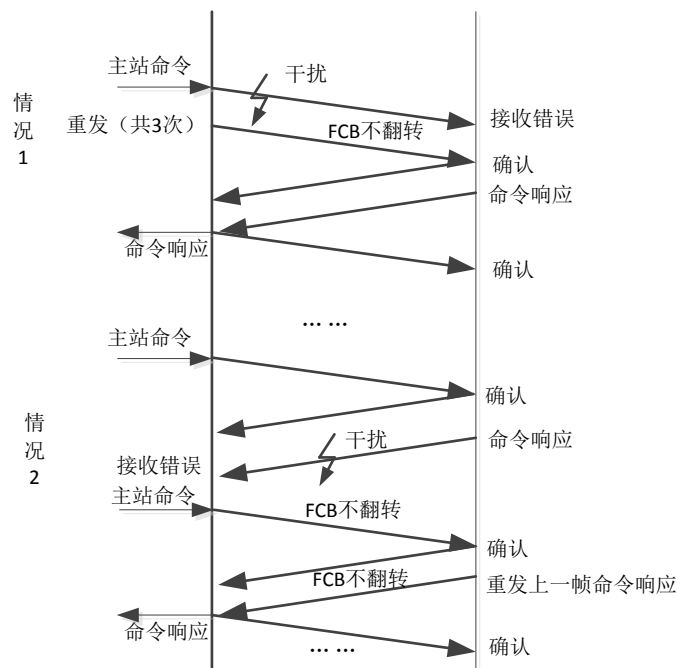 主站命令
干扰
情况1
接收错误
重发（共3次）
FCB不翻转
确认
命令响应
命令响应
确认
... ...
主站命令
确认
情况2
干扰
命令响应
接收错误
主站命令
FCB不翻转
确认
FCB不翻转
重发上一帧命令响应
命令响应
... ...
确认